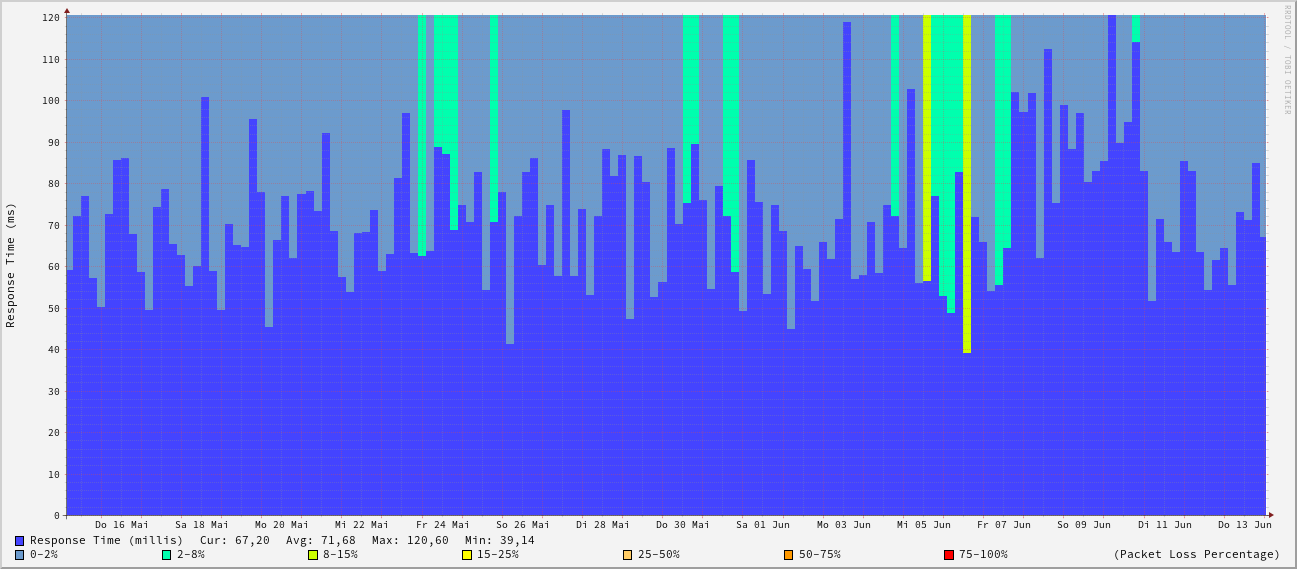 RRDTOOL / TOBI OETIKER
Response Time (ms)
120
110
100
90
80
70
60
50
40
30
20
10
0
Do 16 Mai Sa 18 Mai Mo 20 Mai Mi 22 Mai Fr 24 Mai So 26 Mai Di 28 Mai Do 30 Mai Sa 01 Jun Mo 03 Jun Mi 05 Jun Fr 07 Jun So 09 Jun Di 11 Jun Do 13 Jun
Response Time (millis) Cur: 67,20 Avg: 71,68 Max: 120,60 Min: 39,14
0-2% 2-8% 8-15% 15-25% 25-50% 50-75% 75-100% (Packet Loss Percentage)